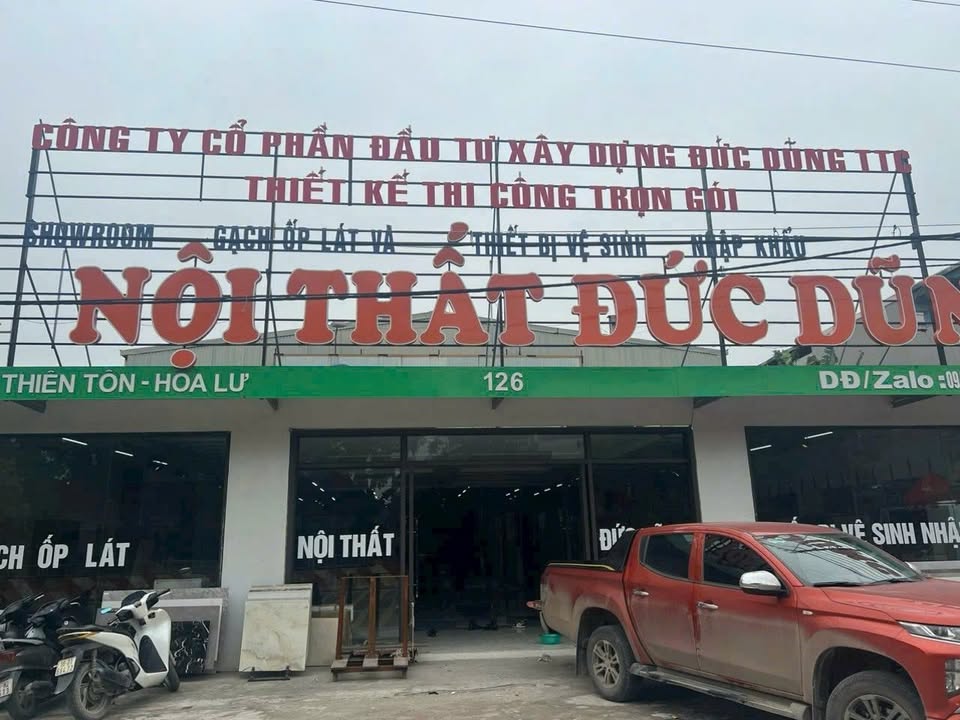 CÔNG TY CỔ PHẦN ĐẦU TƯ XÂY DỰNG ĐỨC DŨNG TTC
THIẾT KẾ THI CÔNG TRỌN GÓI
SHOWROOM GẠCH ỐP LÁT VÀ THIẾT BỊ VỆ SINH NHẬP KHẨU
NỘI THẤT ĐỨC DŨN
THIÊN TÔN - HOA LƯ 126 DĐ/Zalo :09
CH ỐP LÁT
NỘI THẤT
VỆ SINH NHẬ